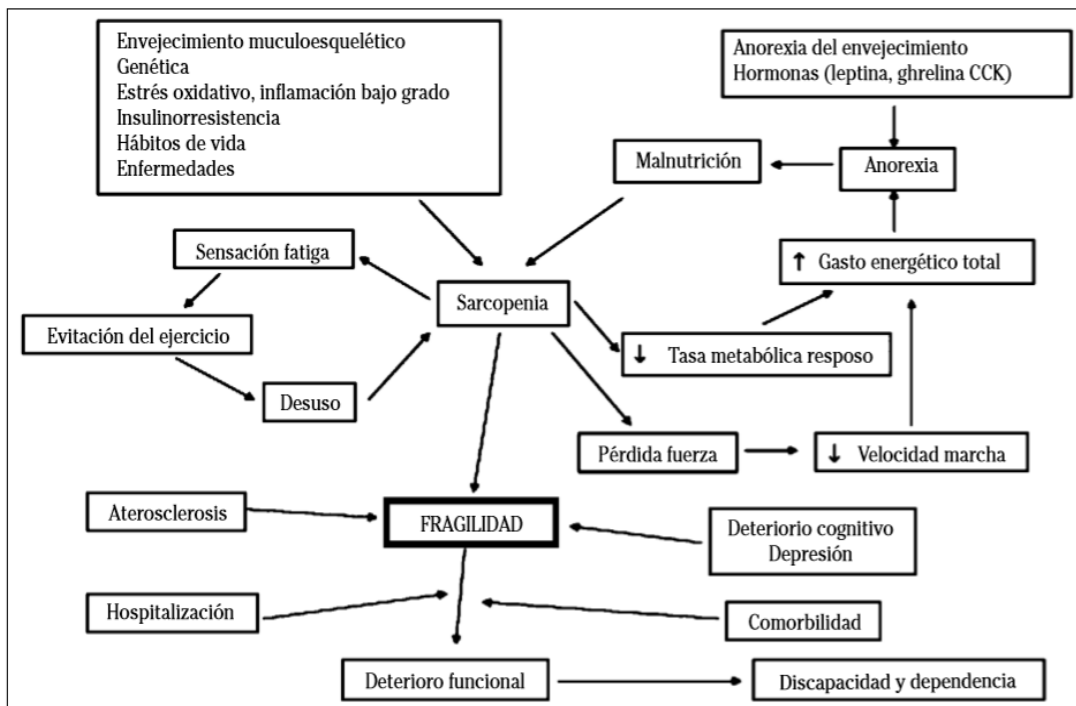 Envejecimiento muculoesquelético
Genética
Estrés oxidativo, inflamación bajo grado
Insulinorresistencia
Hábitos de vida
Enfermedades
Anorexia del envejecimiento
Hormonas (leptina, ghrelina CCK)
Malnutrición
Anorexia
Sensación fatiga
↑ Gasto energético total
Sarcopenia
Evitación del ejercicio
↓ Tasa metabólica resposo
Desuso
Pérdida fuerza
↓ Velocidad marcha
Aterosclerosis
FRAGILIDAD
Deteriorio cognitivo
Depresión
Hospitalización
Comorbilidad
Deterioro funcional
Discapacidad y dependencia